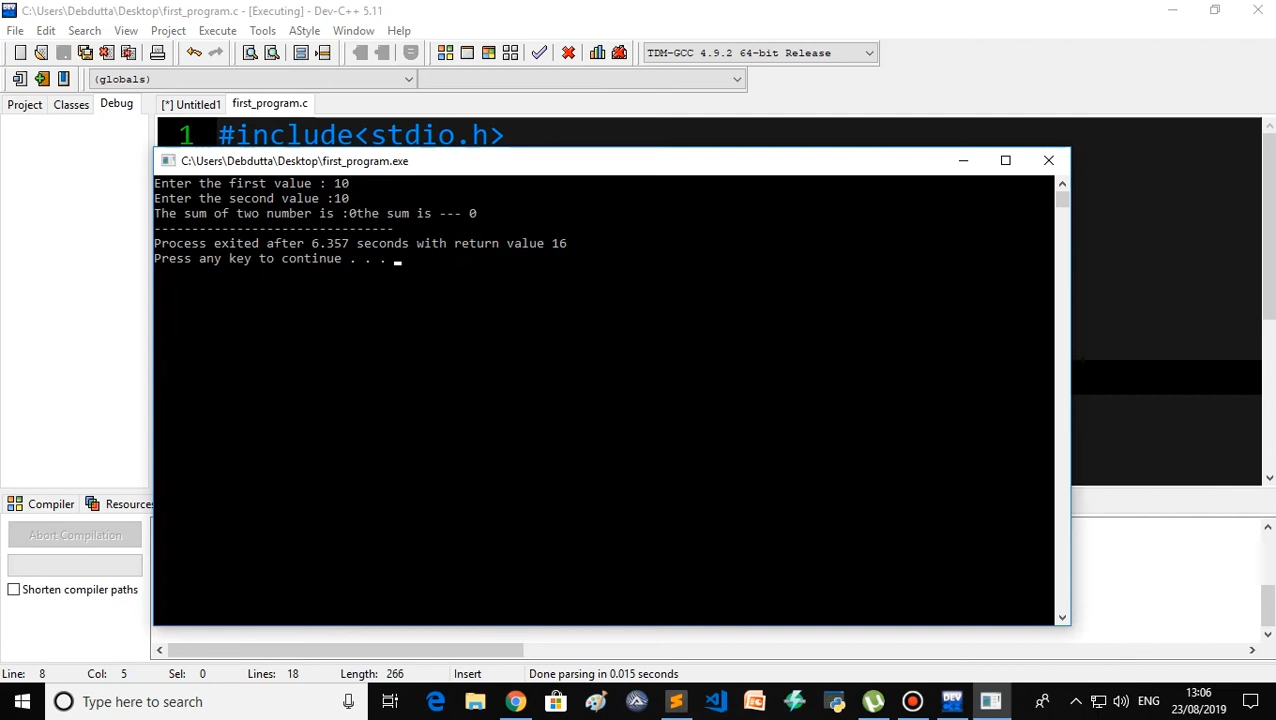 C:\Users\Debdutta\Desktop\first_program.c - [Executing] - Dev-C++ 5.11
File Edit Search View Project Execute Tools AStyle Window Help
TDM-GCC 4.9.2 64-bit Release
(globals)
Project Classes Debug [*] Untitled1 first_program.c
1 #include<stdio.h>
C:\Users\Debdutta\Desktop\first_program.exe
Enter the first value : 10
Enter the second value :10
The sum of two number is :0the sum is --- 0
--------------------------------
Process exited after 6.357 seconds with return value 16
Press any key to continue . . .
Compiler Resources
Abort Compilation
Shorten compiler paths
Line: 8 Col: 5 Sel: 0 Lines: 18 Length: 266 Insert Done parsing in 0.015 seconds
Type here to search
ENG
13:06
23/08/2019